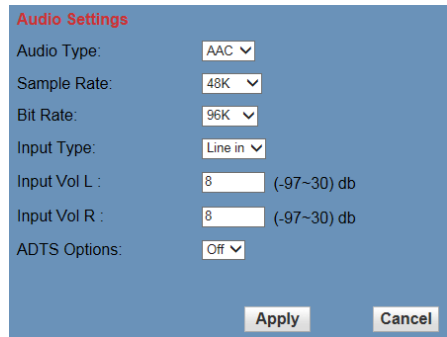 Audio Settings
Audio Type: AAC
Sample Rate: 48K
Bit Rate: 96K
Input Type: Line in
Input Vol L : 8 (-97~30) db
Input Vol R : 8 (-97~30) db
ADTS Options: Off
Apply Cancel